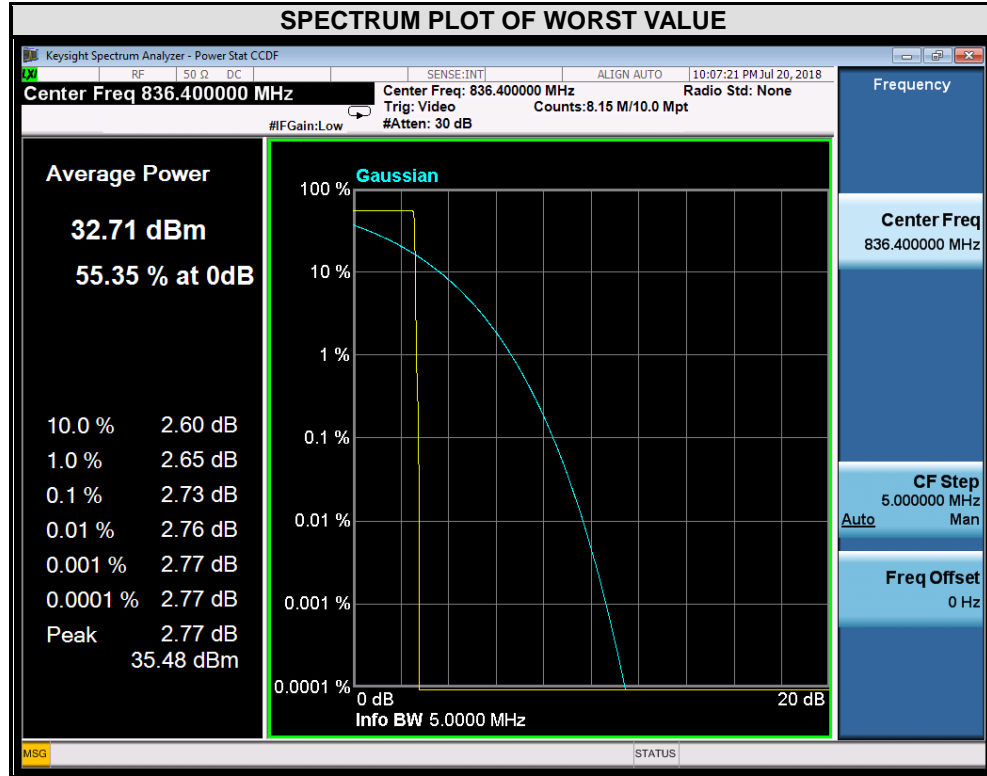 SPECTRUM PLOT OF WORST VALUE
Keysight Spectrum Analyzer - Power Stat CCDF
LXI RF 50 Ω DC SENSE:INT ALIGN AUTO 10:07:21 PM Jul 20, 2018
Center Freq 836.400000 MHz
Center Freq: 836.400000 MHz Radio Std: None
Trig: Video Counts:8.15 M/10.0 Mpt
#IFGain:Low #Atten: 30 dB
Frequency
Average Power
32.71 dBm
55.35 % at 0dB
10.0 % 2.60 dB
1.0 % 2.65 dB
0.1 % 2.73 dB
0.01 % 2.76 dB
0.001 % 2.77 dB
0.0001 % 2.77 dB
Peak 2.77 dB
35.48 dBm
Gaussian
100 %
10 %
1 %
0.1 %
0.01 %
0.001 %
0.0001 %
0 dB 20 dB
Info BW 5.0000 MHz
Center Freq
836.400000 MHz
CF Step
5.000000 MHz
Auto Man
Freq Offset
0 Hz
MSG STATUS